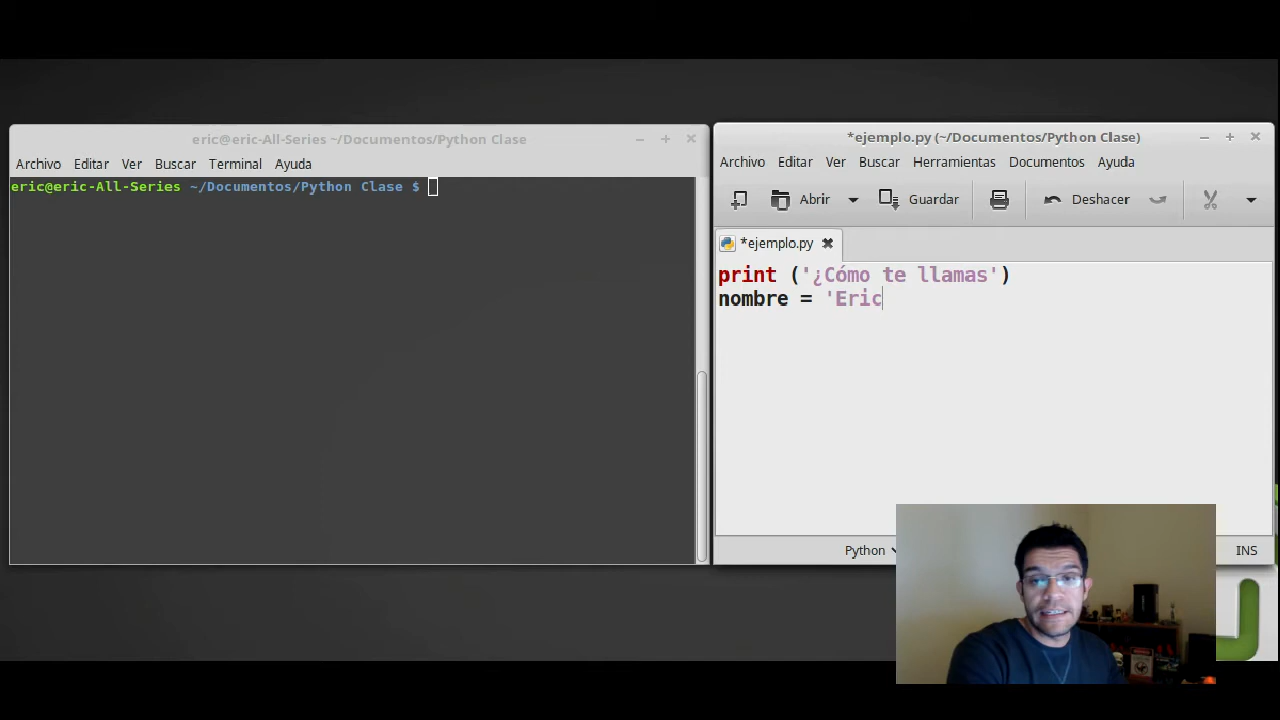 eric@eric-All-Series ~/Documentos/Python Clase
Archivo Editar Ver Buscar Terminal Ayuda
eric@eric-All-Series ~/Documentos/Python Clase $
*ejemplo.py (~/Documentos/Python Clase)
Archivo Editar Ver Buscar Herramientas Documentos Ayuda
Abrir Guardar Deshacer
*ejemplo.py
print ('¿Cómo te llamas')
nombre = 'Eric
Python INS